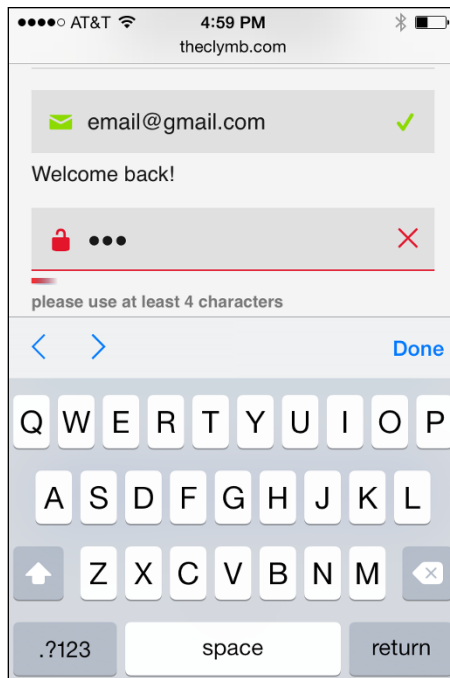 AT&T 4:59 PM
theclymb.com
email@gmail.com
Welcome back!
•••
please use at least 4 characters
Done
Q W E R T Y U I O P
A S D F G H J K L
Z X C V B N M
.?123 space return